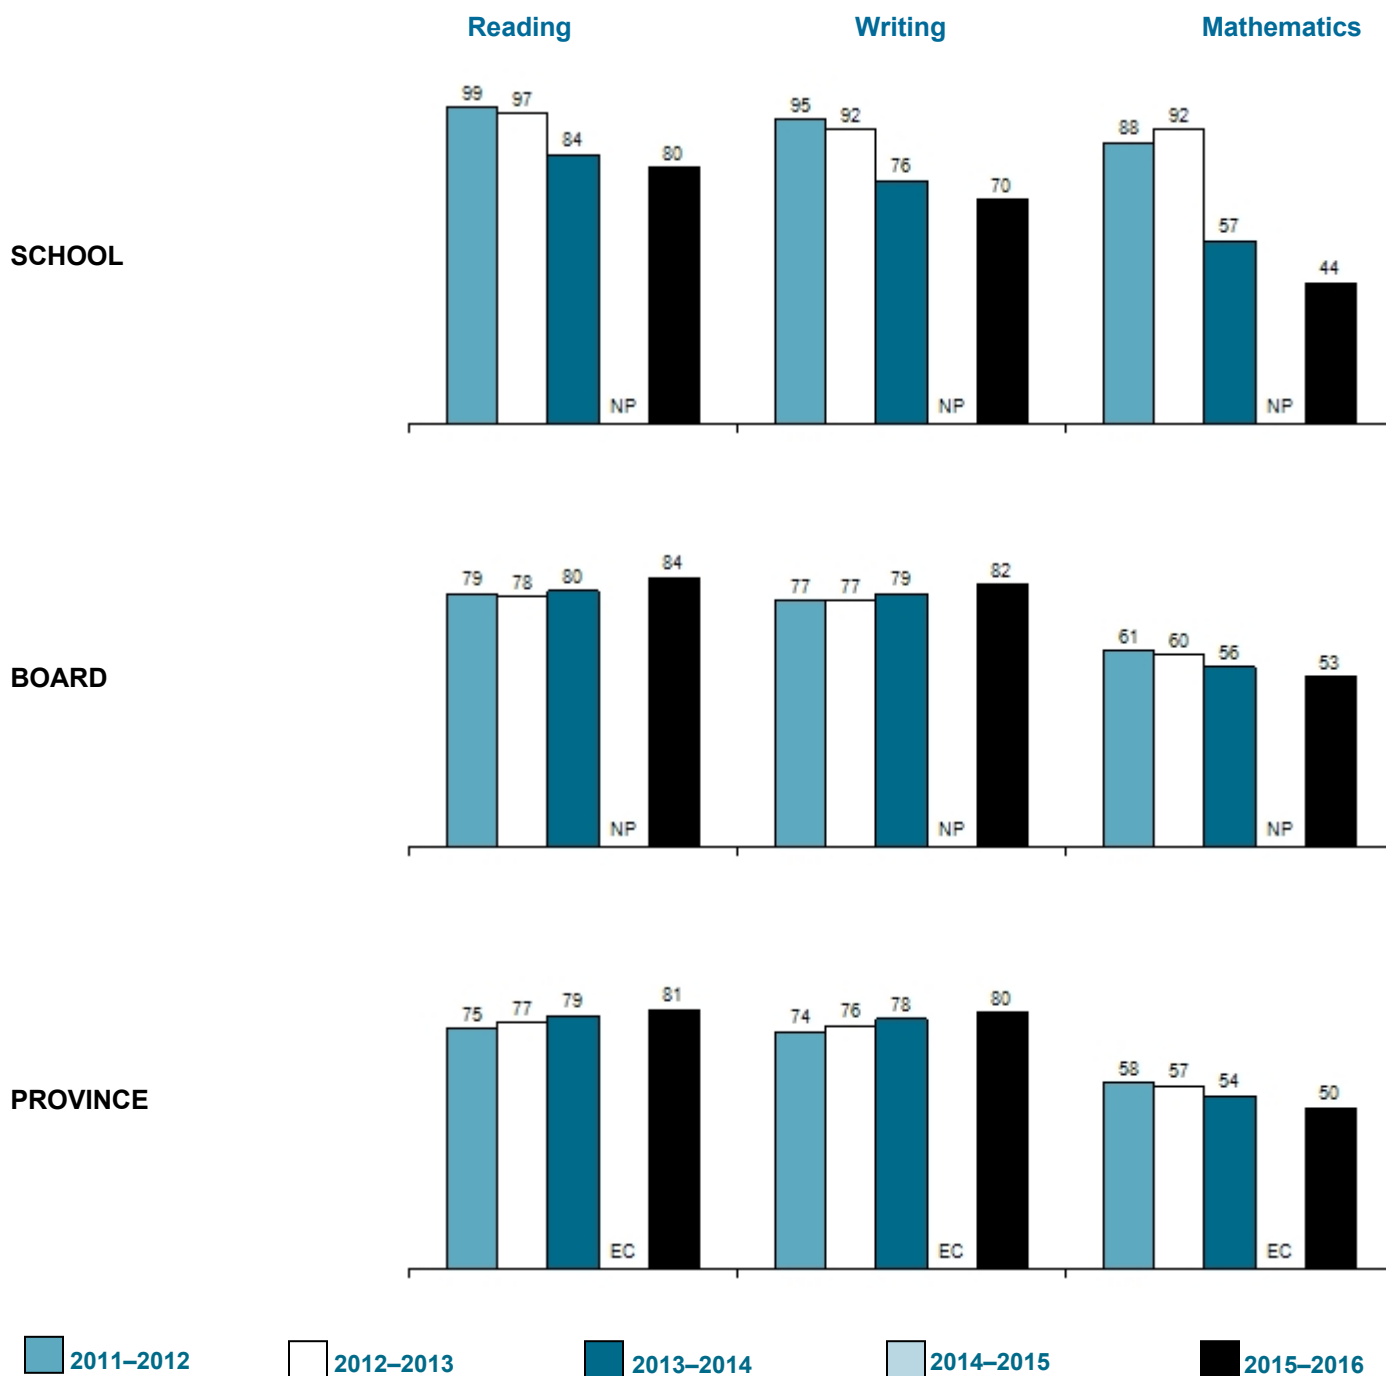 Reading Writing Mathematics
SCHOOL
99 97 84 NP 80
95 92 76 NP 70
88 92 57 NP 44
BOARD
79 78 80 NP 84
77 77 79 NP 82
61 60 56 NP 53
PROVINCE
75 77 79 EC 81
74 76 78 EC 80
58 57 54 EC 50
2011–2012 2012–2013 2013–2014 2014–2015 2015–2016